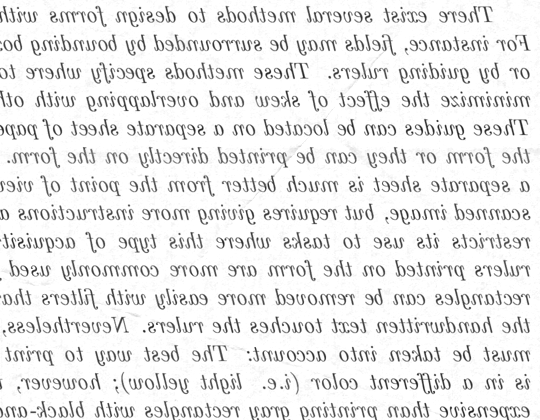 There exist several methods to design forms with
For instance, fields may be surrounded by bounding bo
or by guiding rulers. These methods specify where to
minimize the effect of skew and overlapping with oth
These guides can be located on a separate sheet of pape
the form or they can be printed directly on the form.
a separate sheet is much better from the point of vie
scanned image, but requires giving more instructions a
restricts its use to tasks where this type of acquisiti
rulers printed on the form are more commonly used
rectangles can be removed more easily with filters tha
the handwritten text touches the rulers. Nevertheless,
must be taken into account: The best way to print
is in a different color (i.e. light yellow); however,
expensive than printing gray rectangles with black-an